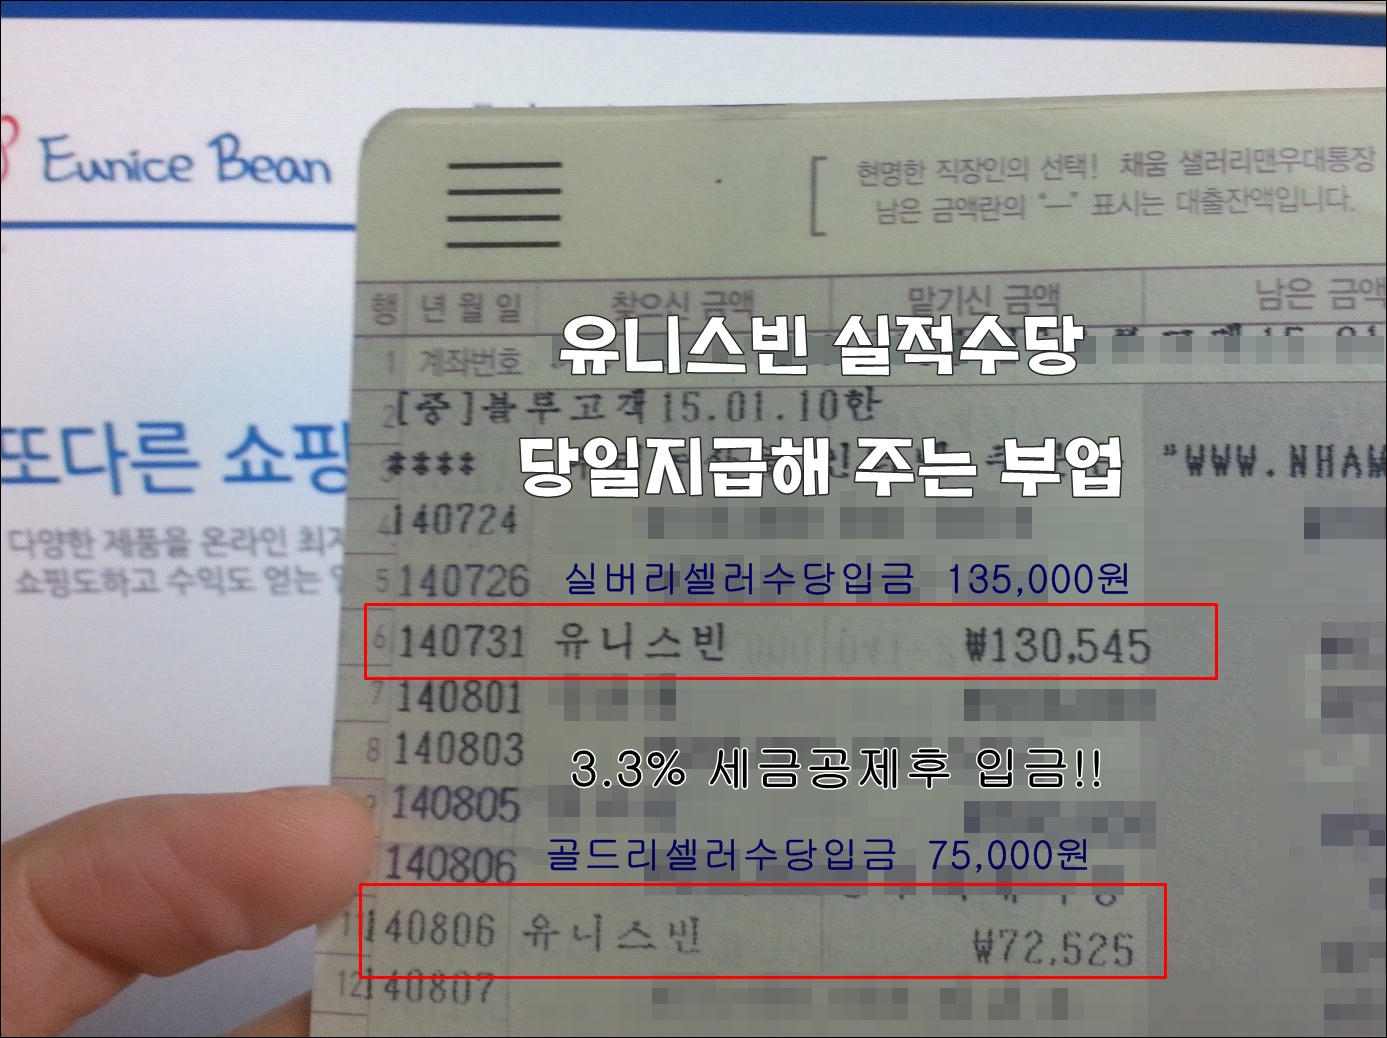 Eunice Bean
현명한 직장인의 선택! 채움 샐러리맨우대통장
남은 금액란의 "—" 표시는 대출잔액입니다.
행 년월일 찾으신 금액 맡기신 금액 남은 금액
1 계좌번호
유니스빈 실적수당
2 [중]불부고객15.01.10한
또다른 쇼핑
3 **** "WWW.NHAM
당일지급해 주는 부업
4 140724
다양한 제품을 온라인 최저
쇼핑도하고 수익도 얻는
5 140726
실버리셀러수당입금 135,000원
6 140731 유니스빈 ₩130,545
7 140801
8 140803
3.3% 세금공제후 입금!!
9 140805
140806
골드리셀러수당입금 75,000원
11 140806 유니스빈 ₩72,525
12 140807